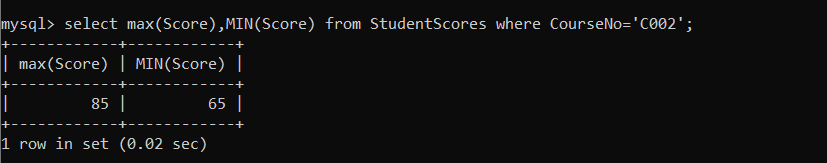 mysql> select max(Score),MIN(Score) from StudentScores where CourseNo='C002';
+------------+------------+
| max(Score) | MIN(Score) |
+------------+------------+
|         85 |         65 |
+------------+------------+
1 row in set (0.02 sec)